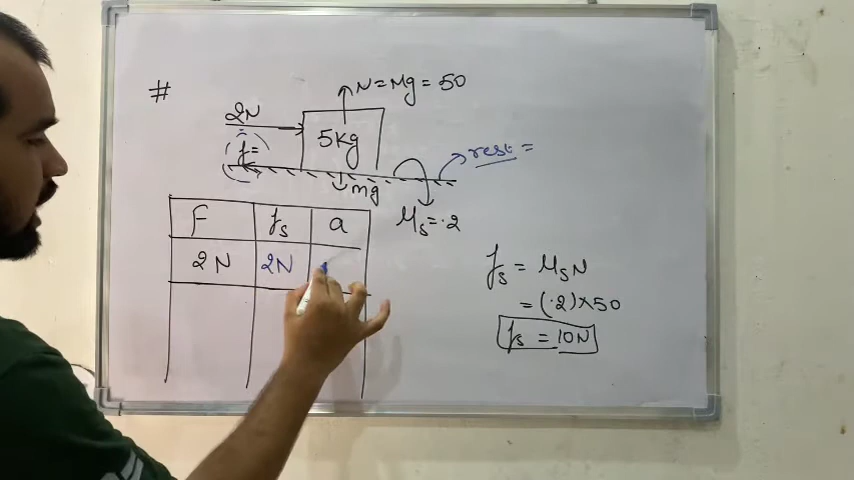 #
N = Mg = 50
2N
5kg
f =
rest =
mg
μs = .2
F fs a
2N 2N
fs = μsN
= (.2)×50
fs = 10N